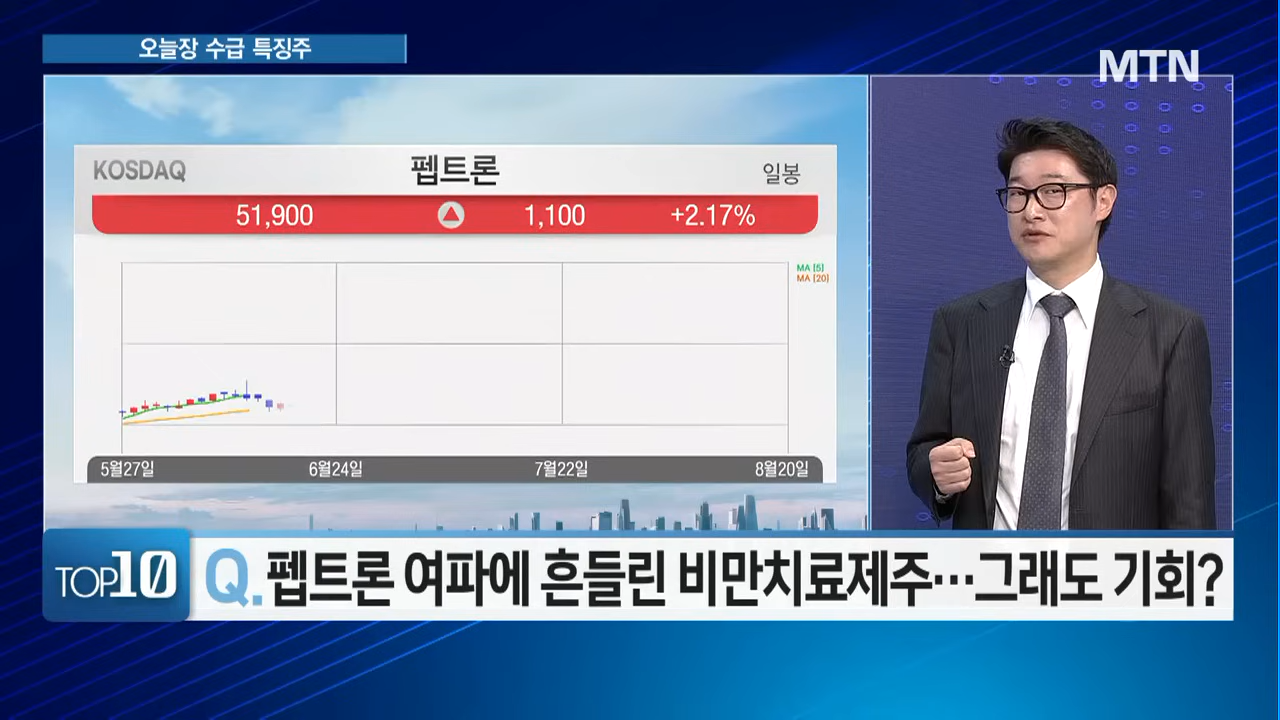 오늘장 수급 특징주
MTN
KOSDAQ 펩트론 일봉
51,900 1,100 +2.17%
MA [5]
MA [20]
5월27일 6월24일 7월22일 8월20일
TOP10 Q. 펩트론 여파에 흔들린 비만치료제주…그래도 기회?